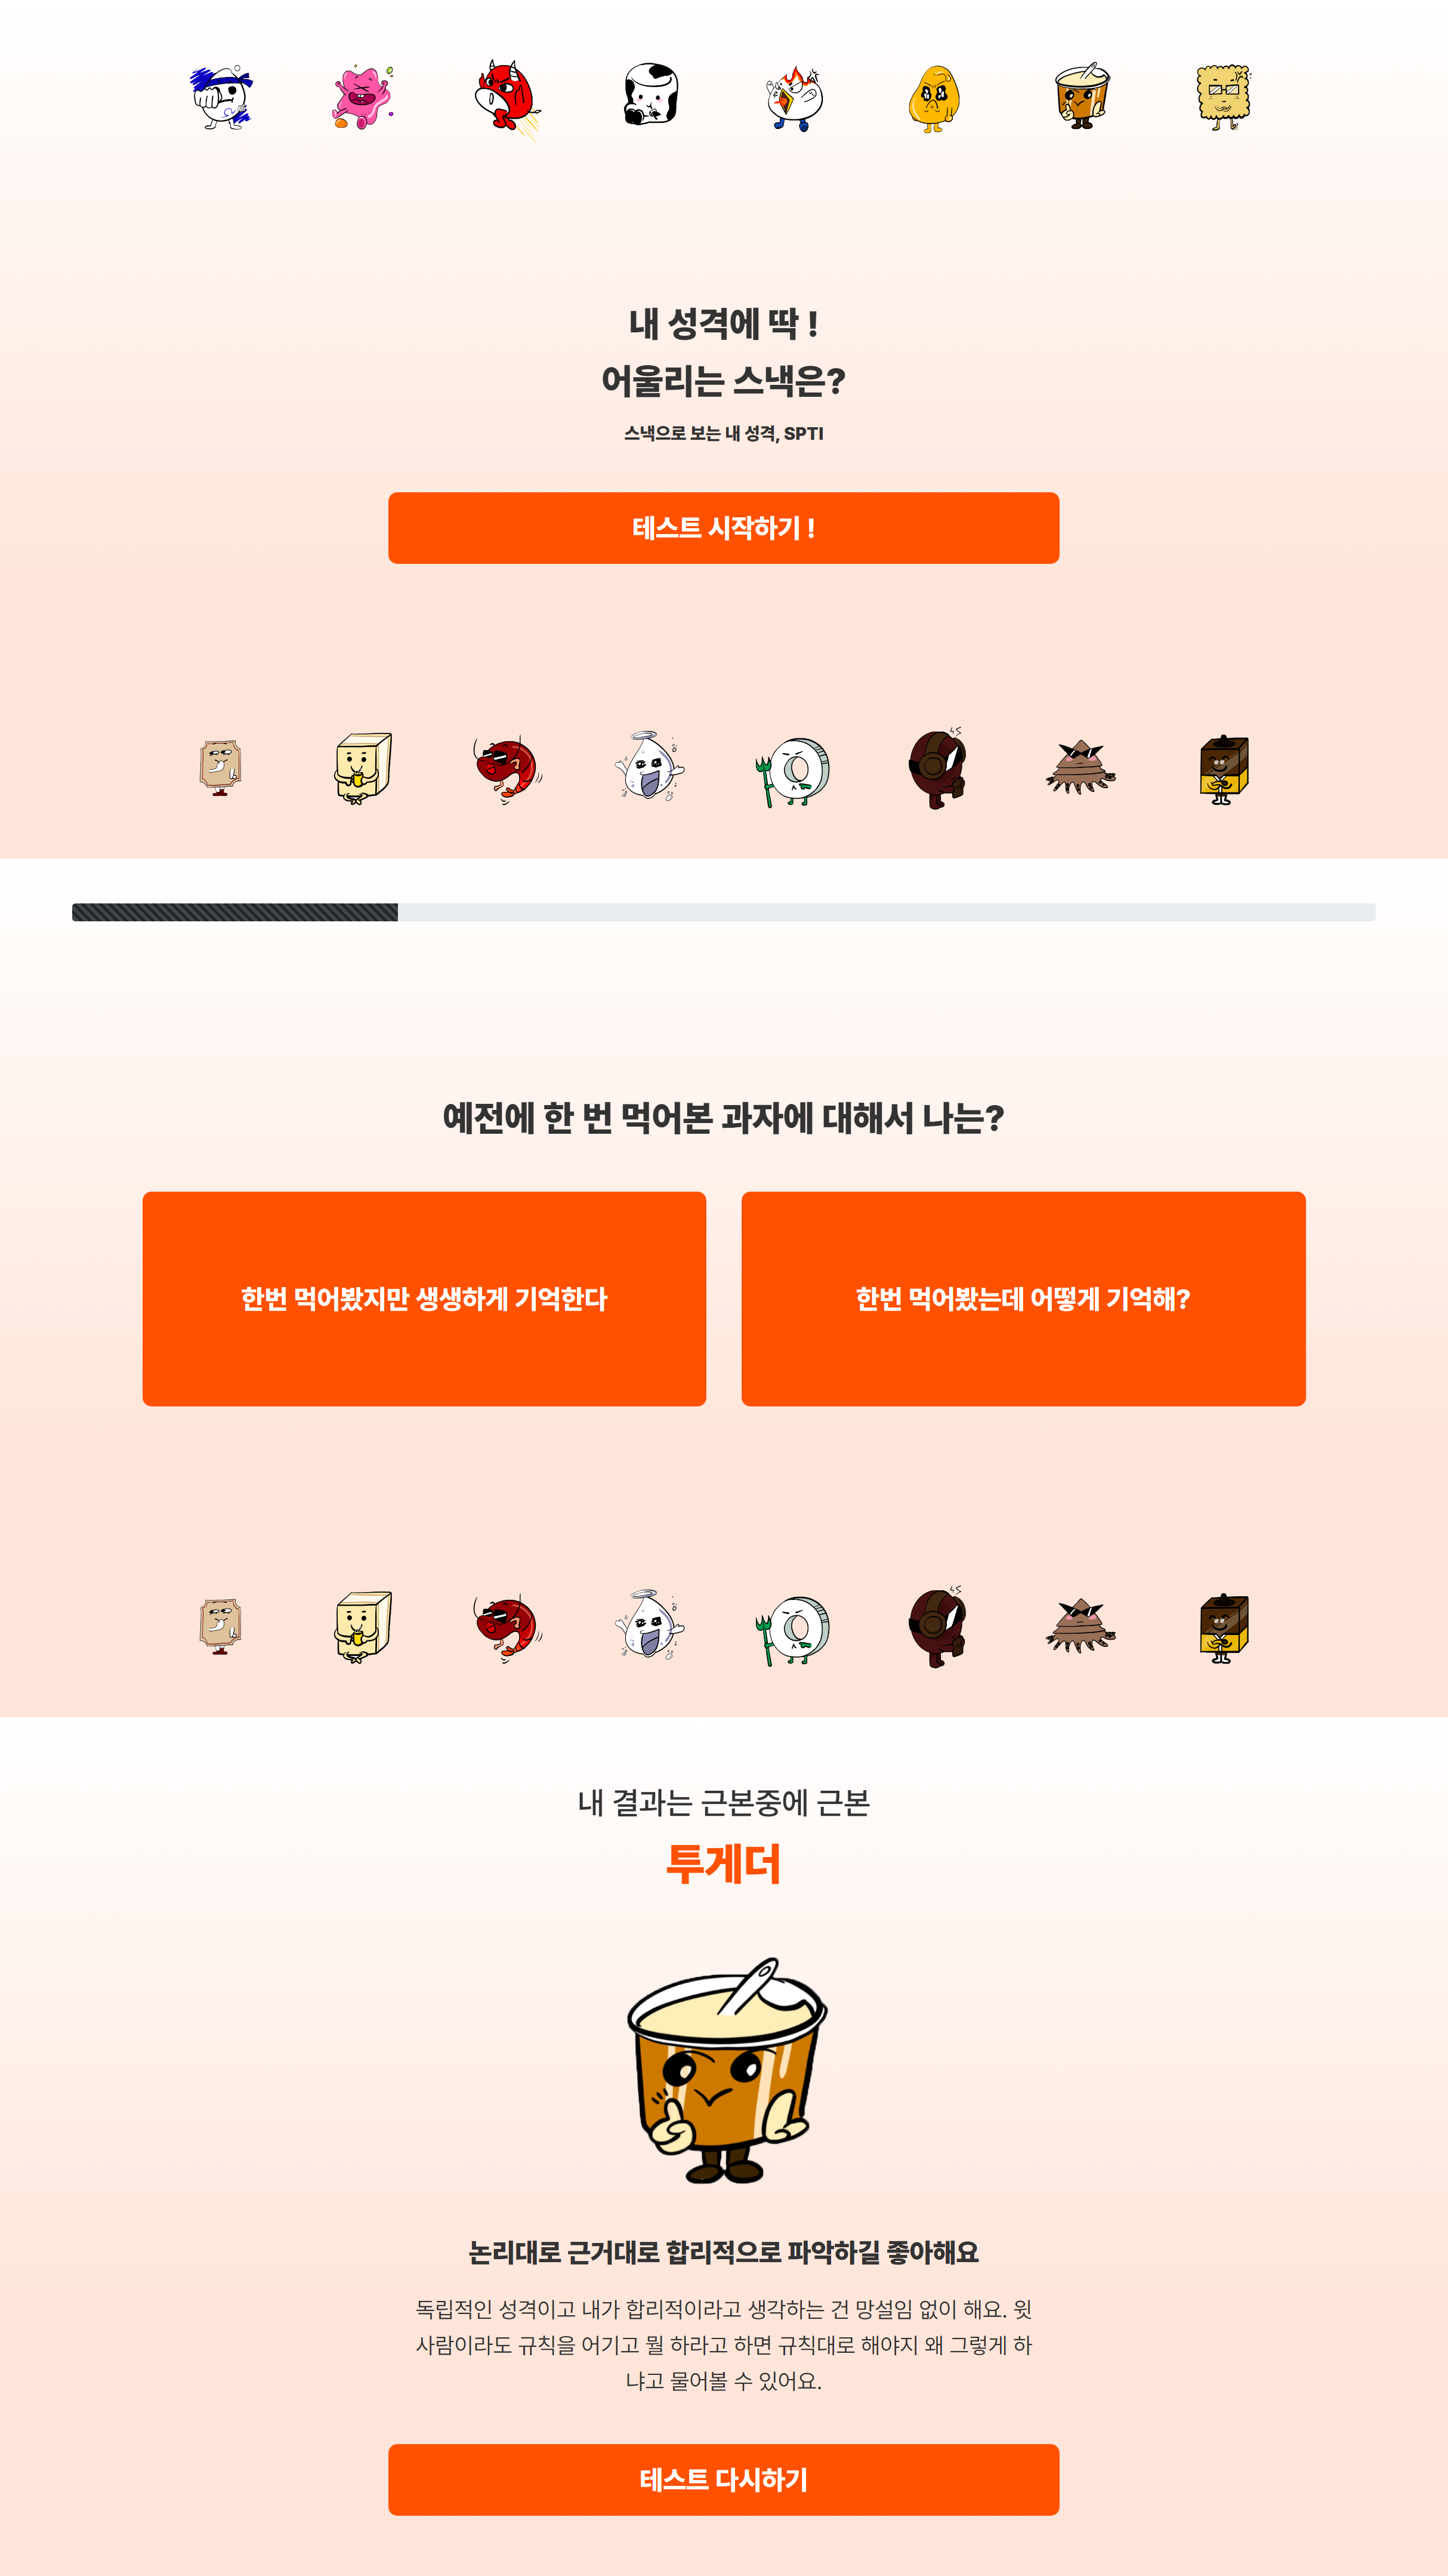 내 성격에 딱 !
어울리는 스낵은?
스낵으로 보는 내 성격, SPTI
테스트 시작하기 !
예전에 한 번 먹어본 과자에 대해서 나는?
한번 먹어봤지만 생생하게 기억한다
한번 먹어봤는데 어떻게 기억해?
내 결과는 근본중에 근본
투게더
논리대로 근거대로 합리적으로 파악하길 좋아해요
독립적인 성격이고 내가 합리적이라고 생각하는 건 망설임 없이 해요. 윗
사람이라도 규칙을 어기고 뭘 하라고 하면 규칙대로 해야지 왜 그렇게 하
냐고 물어볼 수 있어요.
테스트 다시하기